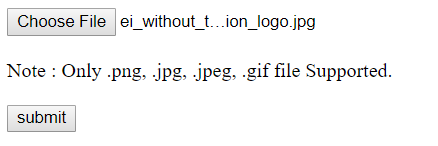 Choose File ei_without_t...ion_logo.jpg
Note : Only .png, .jpg, .jpeg, .gif file Supported.
submit